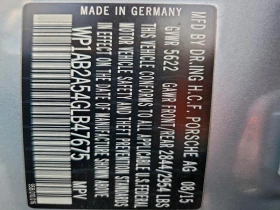 MFD BY DR.ING H.C.F. PORSCHE AG 08/15
GVWR 5622 GAWR FRONT/REAR 2844/2954 LBS
THIS VEHICLE CONFORMS TO ALL APPLICABLE U.S. FEDERAL
MOTOR VEHICLE SAFETY AND THEFT PREVENTION STANDARDS
IN EFFECT ON THE DATE OF MANUFACTURE SHOWN ABOVE
WP1AB2A54GLB47675 MPV
MADE IN GERMANY